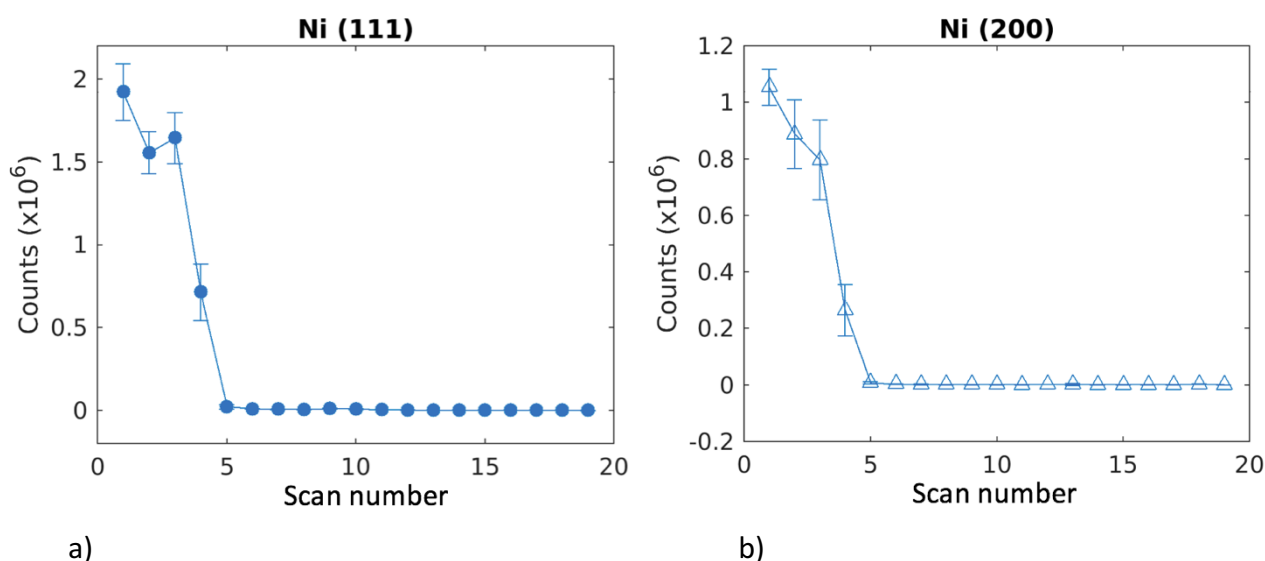 Ni (111)
Counts (x10⁶)
2
1.5
1
0.5
0
0 5 10 15 20
Scan number
a)
Ni (200)
Counts (x10⁶)
1.2
1
0.8
0.6
0.4
0.2
0
-0.2
0 5 10 15 20
Scan number
b)